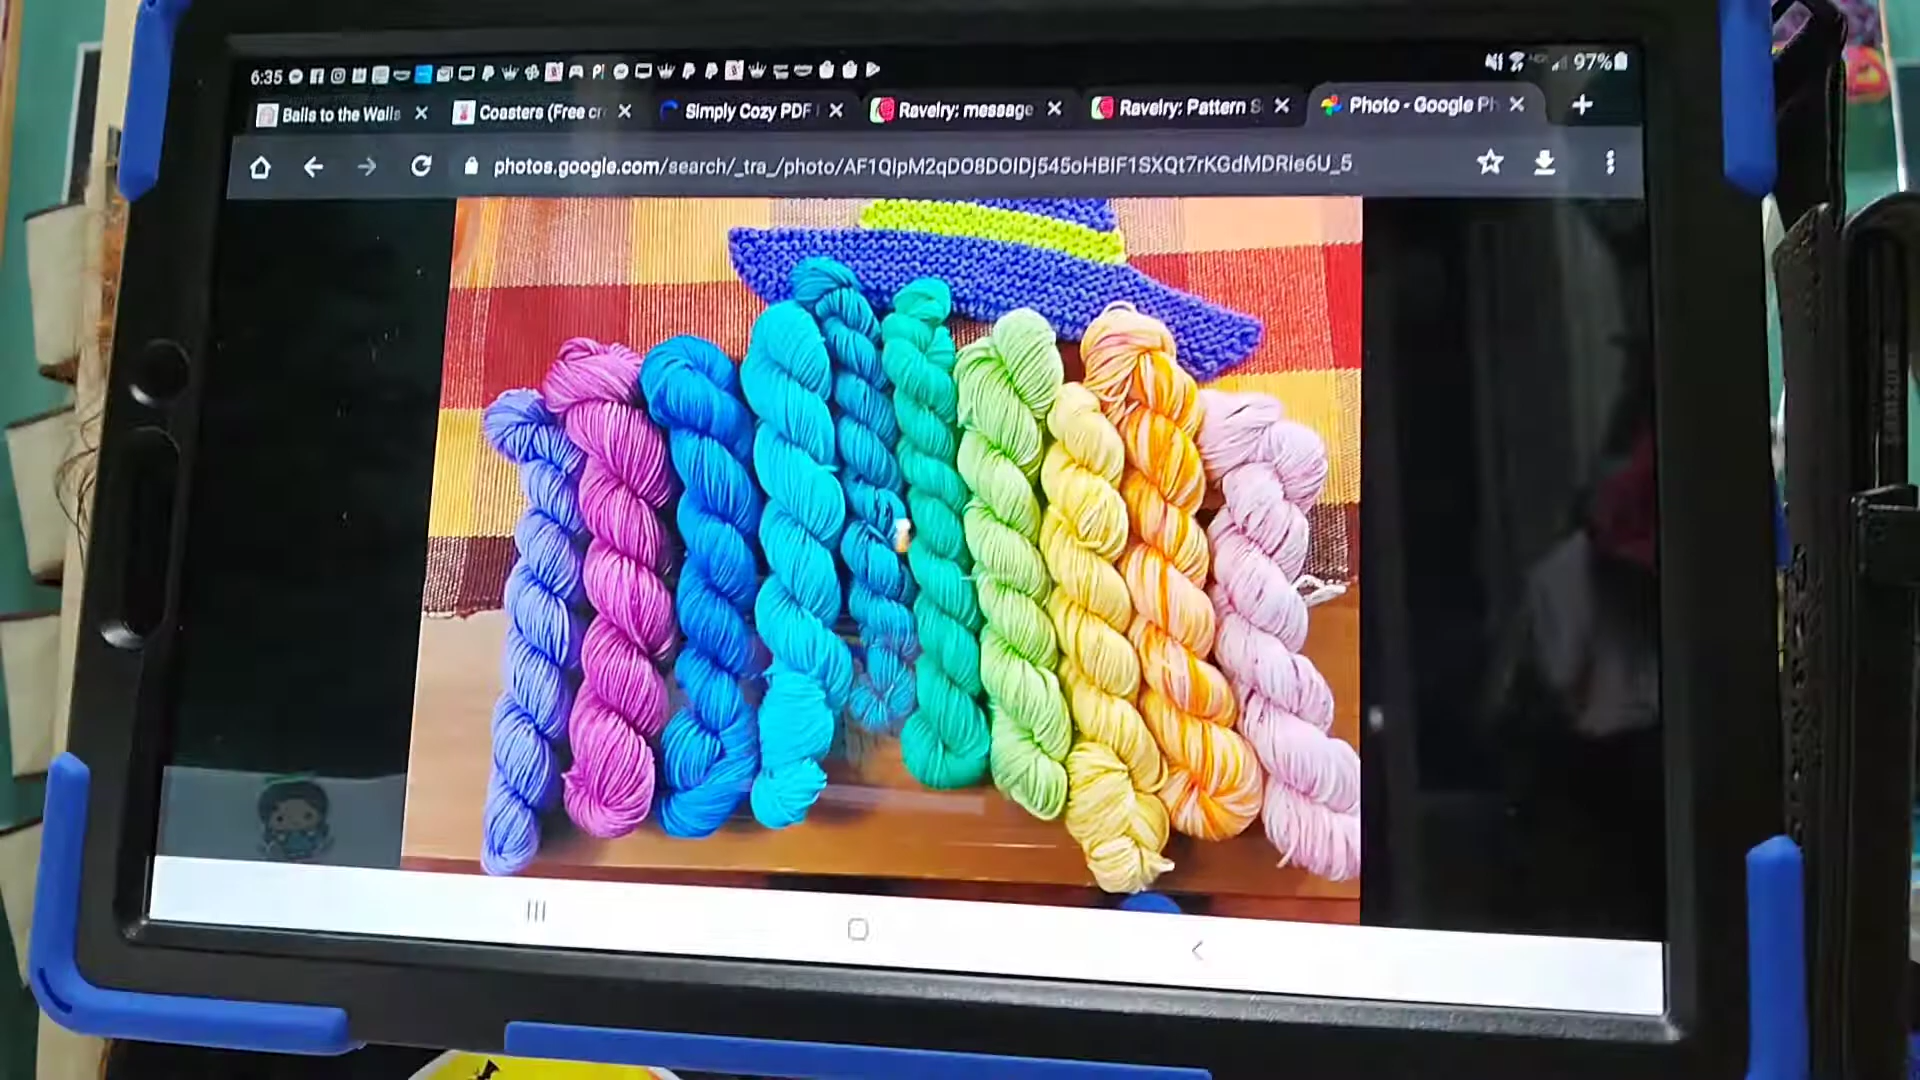 6:35 97%
Balls to the Walls Coasters (Free cr Simply Cozy PDF Ravelry: message Ravelry: Pattern S Photo - Google Ph
photos.google.com/search/_tra_/photo/AF1QipM2qDO8DOIDj545oHBIF1SXQt7rKGdMDRie6U_5
SAMSUNG